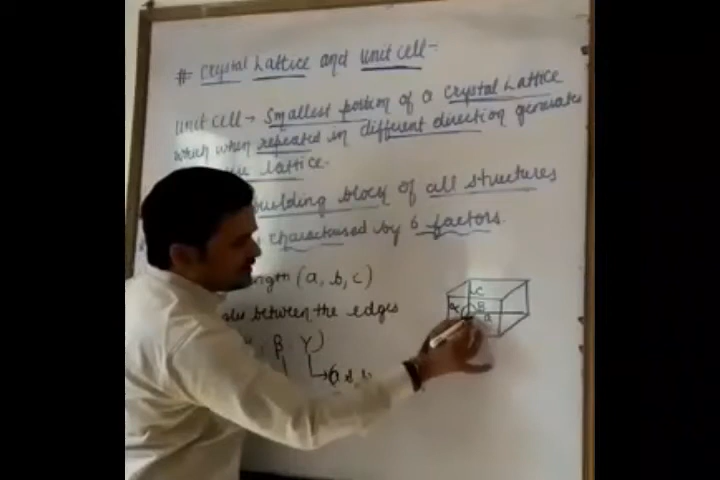 # Crystal Lattice and Unit cell:-
Unit cell → Smallest portion of a Crystal Lattice
which when repeated in different direction generates
lattice.
building block of all structures
characterised by 6 factors.
(a, b, c)
between the edges
β γ)
c
α β
a